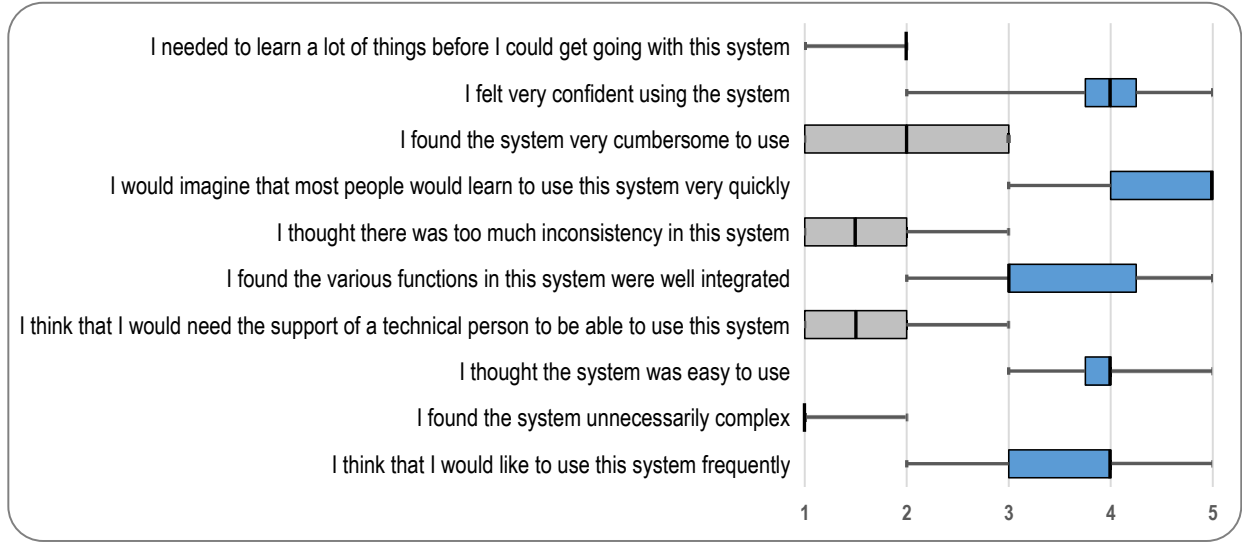 I needed to learn a lot of things before I could get going with this system
I felt very confident using the system
I found the system very cumbersome to use
I would imagine that most people would learn to use this system very quickly
I thought there was too much inconsistency in this system
I found the various functions in this system were well integrated
I think that I would need the support of a technical person to be able to use this system
I thought the system was easy to use
I found the system unnecessarily complex
I think that I would like to use this system frequently
1 2 3 4 5